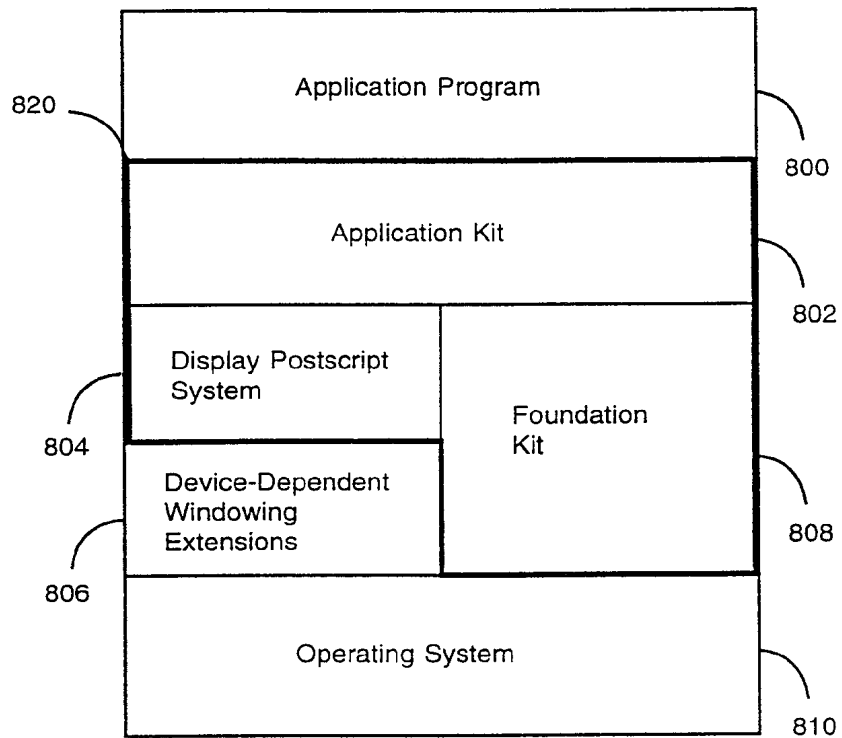 Application Program
820
800
Application Kit
802
Display Postscript
System
Foundation
Kit
804
Device-Dependent
Windowing
Extensions
808
806
Operating System
810